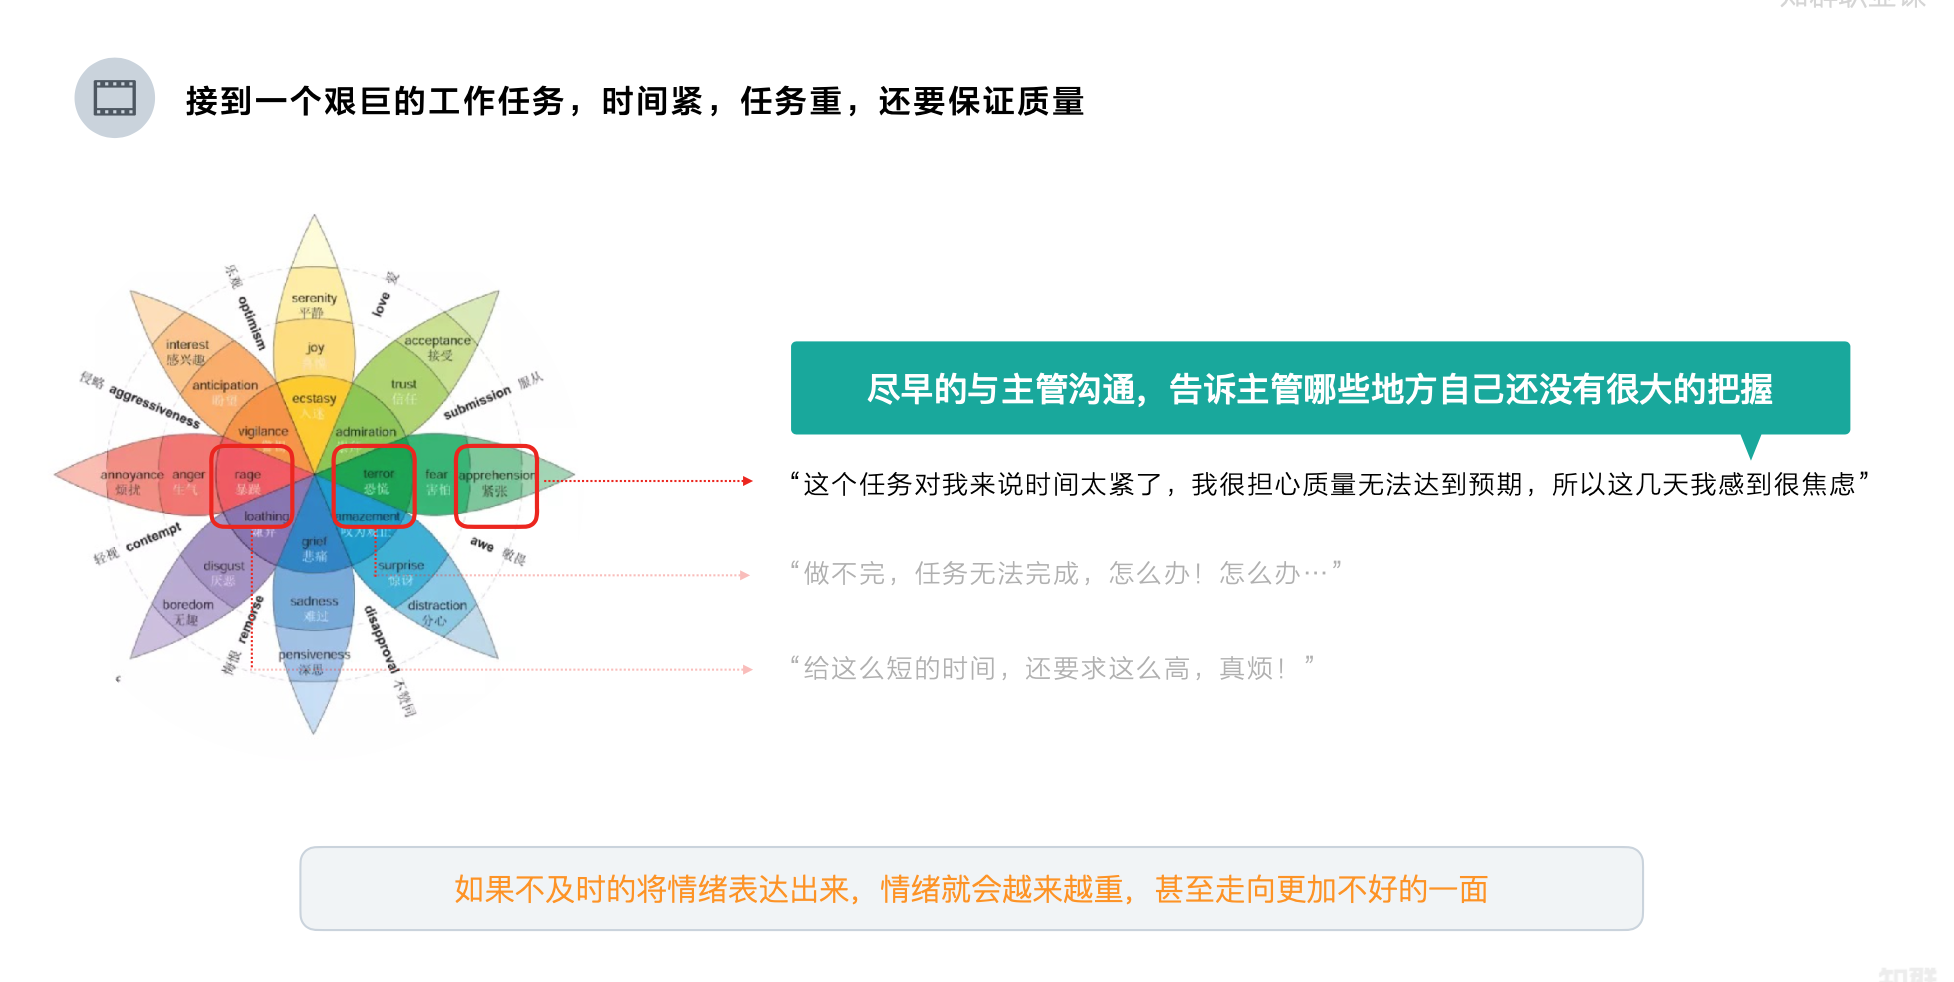 接到一个艰巨的工作任务，时间紧，任务重，还要保证质量
乐观 optimism
love 爱
serenity
平静
joy
interest
感兴趣
acceptance
接受
anticipation
盼望
trust
信任
侵略 aggressiveness
submission 服从
ecstasy
入迷
vigilance
admiration
annoyance
烦扰
anger
生气
rage
暴躁
terror
恐慌
fear
害怕
apprehension
紧张
loathing
amazement
叹为观止
grief
悲痛
轻视 contempt
awe 敬畏
disgust
厌恶
surprise
惊讶
boredom
无趣
sadness
难过
distraction
分心
悔恨 remorse
disapproval 不赞同
pensiveness
深思
尽早的与主管沟通，告诉主管哪些地方自己还没有很大的把握
“这个任务对我来说时间太紧了，我很担心质量无法达到预期，所以这几天我感到很焦虑”
“做不完，任务无法完成，怎么办！怎么办…”
“给这么短的时间，还要求这么高，真烦！”
如果不及时的将情绪表达出来，情绪就会越来越重，甚至走向更加不好的一面